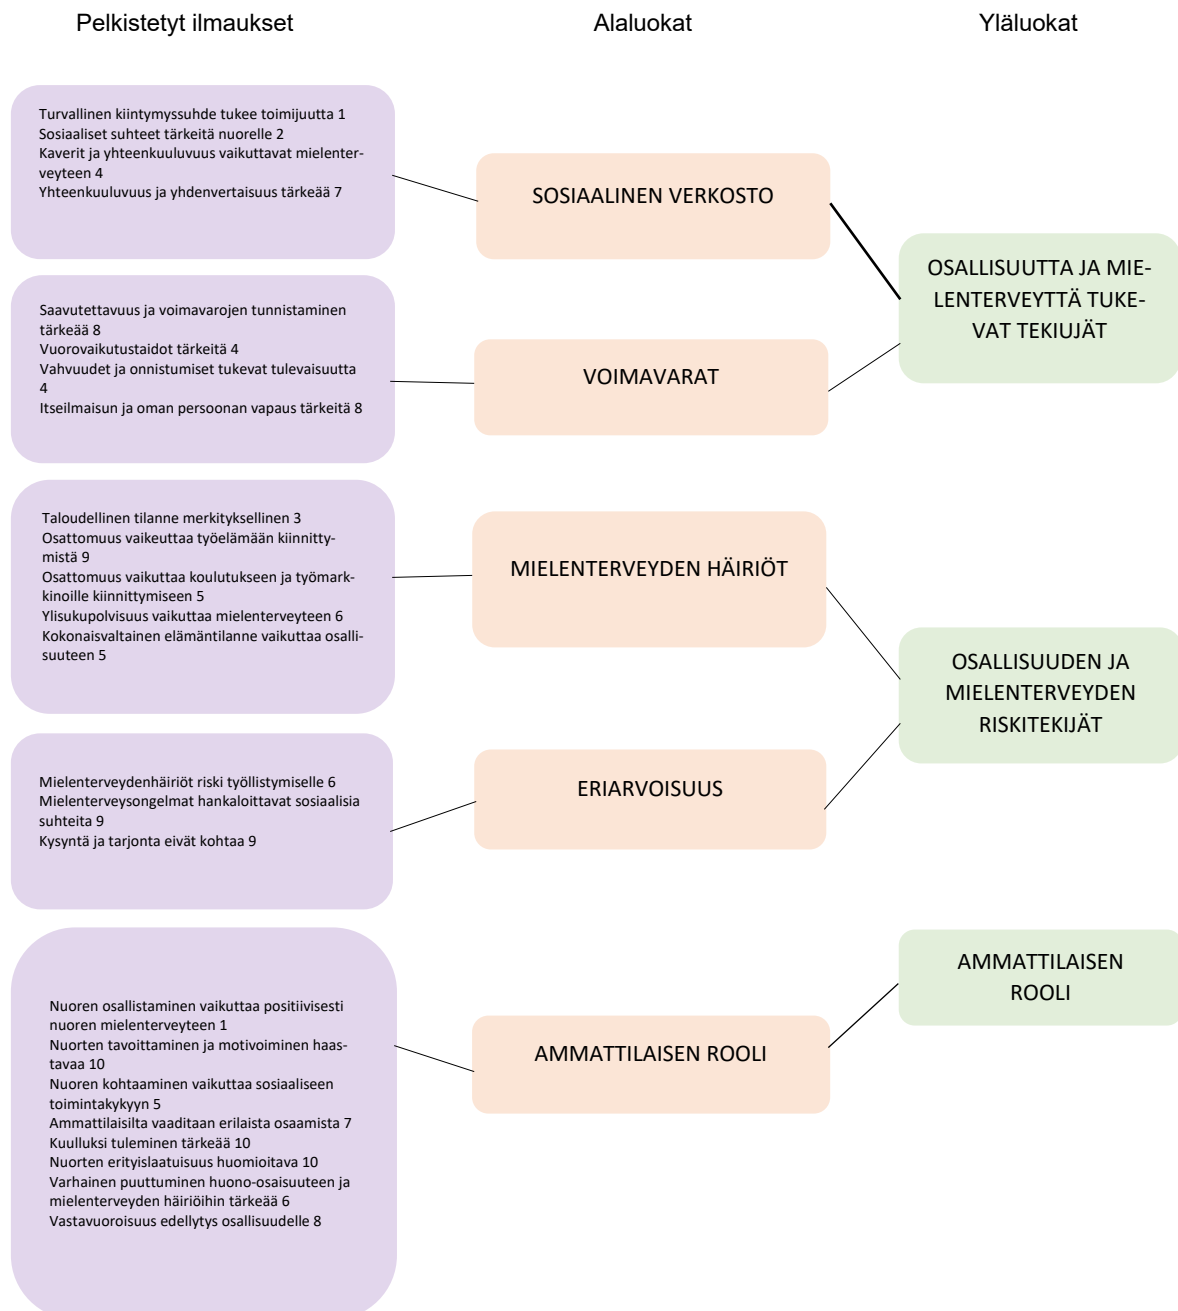 Pelkistetyt ilmaukset
Alaluokat
Yläluokat
Turvallinen kiintymyssuhde tukee toimijuutta 1
Sosiaaliset suhteet tärkeitä nuorelle 2
Kaverit ja yhteenkuuluvuus vaikuttavat mielenter-
veyteen 4
Yhteenkuuluvuus ja yhdenvertaisuus tärkeää 7
SOSIAALINEN VERKOSTO
OSALLISUUTTA JA MIE-
LENTERVEYTTÄ TUKE-
VAT TEKIUJÄT
Saavutettavuus ja voimavarojen tunnistaminen
tärkeää 8
Vuorovaikutustaidot tärkeitä 4
Vahvuudet ja onnistumiset tukevat tulevaisuutta
4
Itseilmaisun ja oman persoonan vapaus tärkeitä 8
VOIMAVARAT
Taloudellinen tilanne merkityksellinen 3
Osattomuus vaikeuttaa työelämään kiinnitty-
mistä 9
Osattomuus vaikuttaa koulutukseen ja työmark-
kinoille kiinnittymiseen 5
Ylisukupolvisuus vaikuttaa mielenterveyteen 6
Kokonaisvaltainen elämäntilanne vaikuttaa osalli-
suuteen 5
MIELENTERVEYDEN HÄIRIÖT
OSALLISUUDEN JA
MIELENTERVEYDEN
RISKITEKIJÄT
Mielenterveydenhäiriöt riski työllistymiselle 6
Mielenterveysongelmat hankaloittavat sosiaalisia
suhteita 9
Kysyntä ja tarjonta eivät kohtaa 9
ERIARVOISUUS
Nuoren osallistaminen vaikuttaa positiivisesti
nuoren mielenterveyteen 1
Nuorten tavoittaminen ja motivoiminen haas-
tavaa 10
Nuoren kohtaaminen vaikuttaa sosiaaliseen
toimintakykyyn 5
Ammattilaisilta vaaditaan erilaista osaamista 7
Kuulluksi tuleminen tärkeää 10
Nuorten erityislaatuisuus huomioitava 10
Varhainen puuttuminen huono-osaisuuteen ja
mielenterveyden häiriöihin tärkeää 6
Vastavuoroisuus edellytys osallisuudelle 8
AMMATTILAISEN ROOLI
AMMATTILAISEN
ROOLI